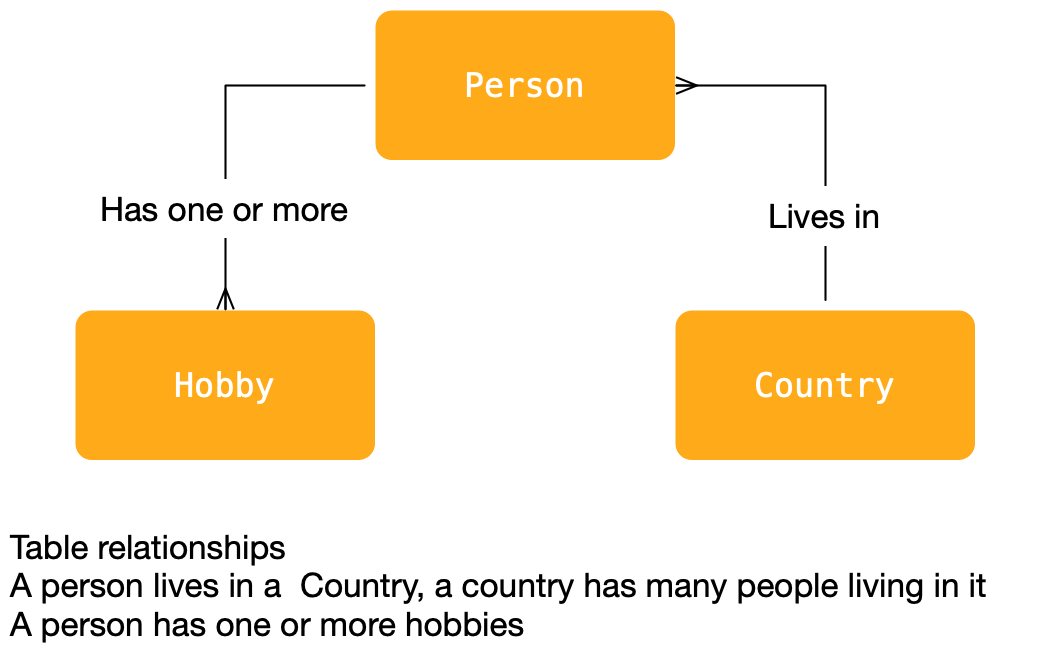 Person
Has one or more
Lives in
Hobby
Country
Table relationships
A person lives in a  Country, a country has many people living in it
A person has one or more hobbies